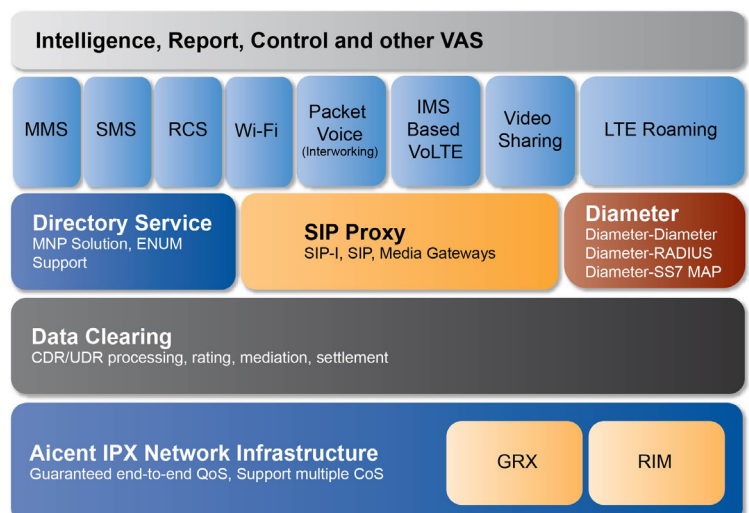 Intelligence, Report, Control and other VAS
MMS
SMS
RCS
Wi-Fi
Packet
Voice
(Interworking)
IMS
Based
VoLTE
Video
Sharing
LTE Roaming
Directory Service
MNP Solution, ENUM
Support
SIP Proxy
SIP-I, SIP, Media Gateways
Diameter
Diameter-Diameter
Diameter-RADIUS
Diameter-SS7 MAP
Data Clearing
CDR/UDR processing, rating, mediation, settlement
Aicent IPX Network Infrastructure
Guaranteed end-to-end QoS, Support multiple CoS
GRX
RIM